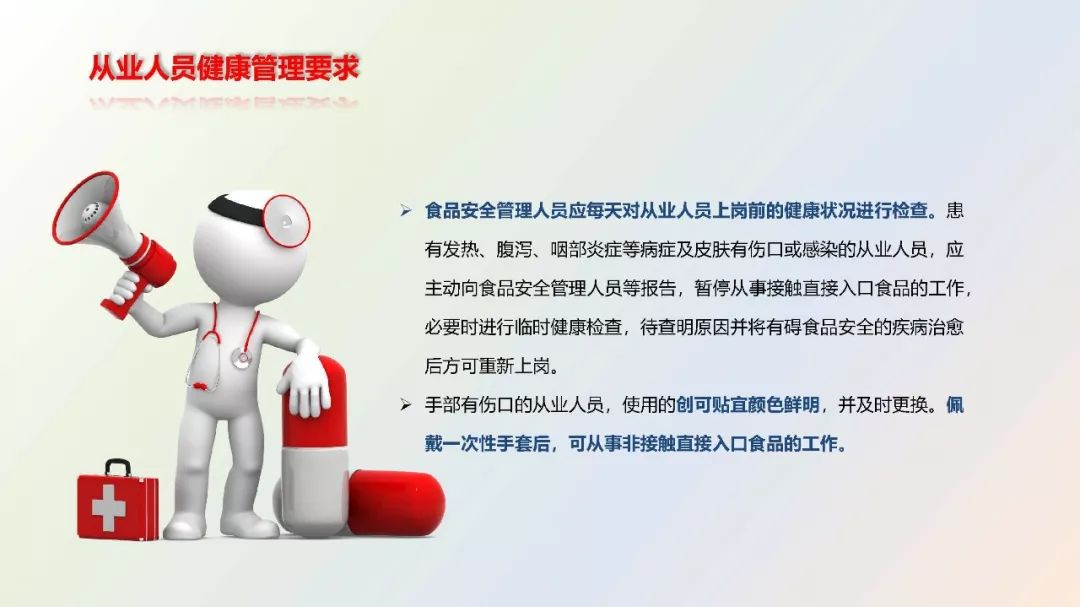 从业人员健康管理要求
食品安全管理人员应每天对从业人员上岗前的健康状况进行检查。患
有发热、腹泻、咽部炎症等病症及皮肤有伤口或感染的从业人员，应
主动向食品安全管理人员等报告，暂停从事接触直接入口食品的工作，
必要时进行临时健康检查，待查明原因并将有碍食品安全的疾病治愈
后方可重新上岗。
手部有伤口的从业人员，使用的创可贴宜颜色鲜明，并及时更换。佩
戴一次性手套后，可从事非接触直接入口食品的工作。